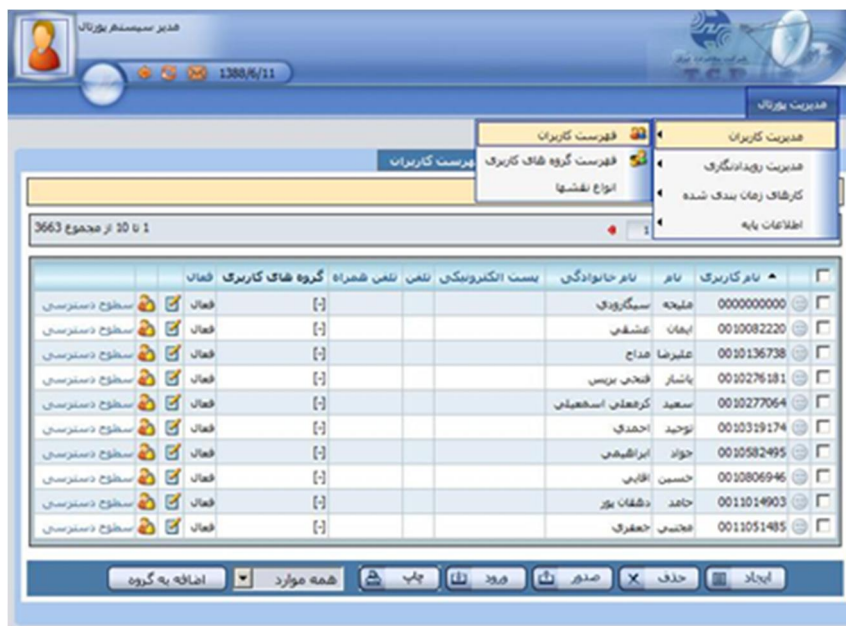 مدیر سیستم پورتال
1388/6/11
T.C.P
مدیریت پورتال
مدیریت کاربران
مدیریت رویدادنگاری
کارهای زمان بندی شده
اطلاعات پایه
فهرست کاربران
فهرست گروه های کاربری
انواع نقشها
فهرست کاربران
1 1 تا 10 از مجموع 3663
نام کاربری نام نام خانوادگی پست الکترونیکی تلفن تلفن همراه گروه های کاربری فعال
0000000000 ملیحه سیگارودی [-] فعال سطوح دسترسی
0010082220 ایمان عشقی [-] فعال سطوح دسترسی
0010136738 علیرضا مداح [-] فعال سطوح دسترسی
0010276181 یاشار فتحی بریس [-] فعال سطوح دسترسی
0010277064 سعید کرمعلی اسمعیلی [-] فعال سطوح دسترسی
0010319174 توحید احمدی [-] فعال سطوح دسترسی
0010582495 جواد ابراهیمی [-] فعال سطوح دسترسی
0010806946 حسین اقایی [-] فعال سطوح دسترسی
0011014903 حامد دهقان پور [-] فعال سطوح دسترسی
0011051485 مجتبی جعفری [-] فعال سطوح دسترسی
ایجاد حذف صدور ورود چاپ همه موارد اضافه به گروه